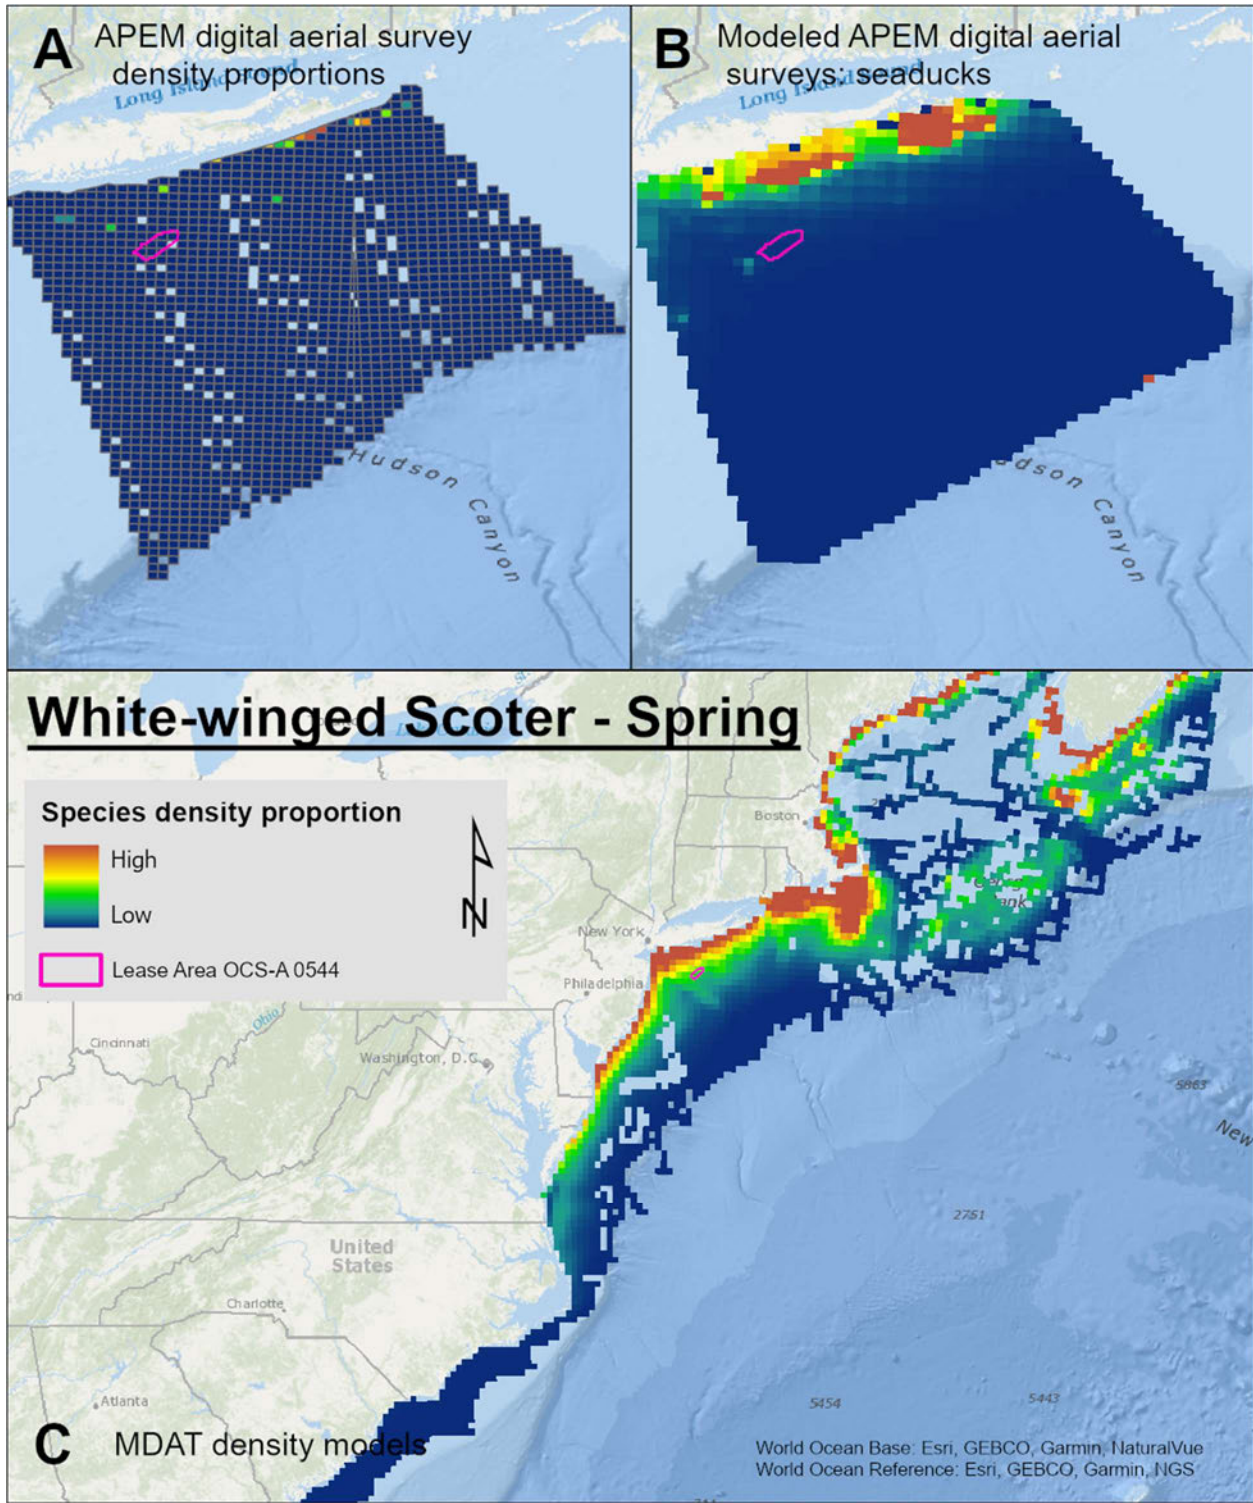 A APEM digital aerial survey
density proportions
Long Island Sound
Hudson Canyon
B Modeled APEM digital aerial
surveys: seaducks
Long Island Sound
udson Canyon
White-winged Scoter - Spring
Species density proportion
High
Low
N
Lease Area OCS-A 0544
Boston
New York
Philadelphia
Ohio
Cincinnati
Washington, D.C.
5863
New
2751
United
States
Charlotte
Atlanta
5454
5443
C MDAT density models
World Ocean Base: Esri, GEBCO, Garmin, NaturalVue
World Ocean Reference: Esri, GEBCO, Garmin, NGS